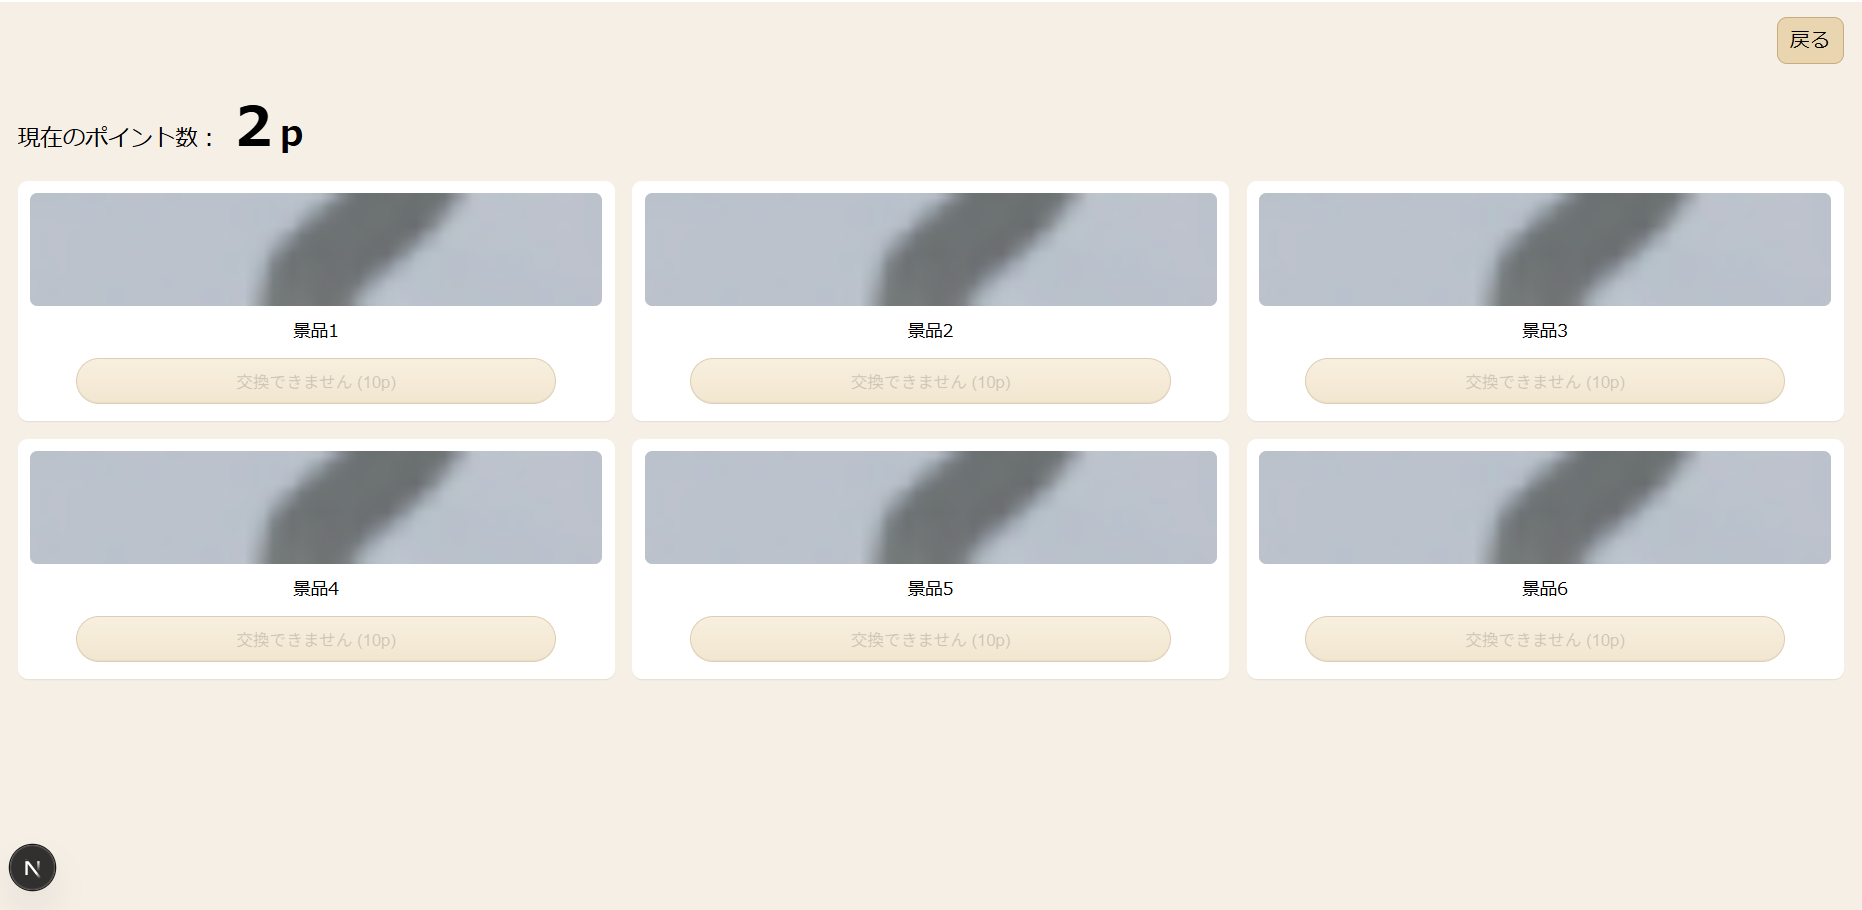 戻る
現在のポイント数： 2 p
景品1
景品2
景品3
交換できません (10p)
交換できません (10p)
交換できません (10p)
景品4
景品5
景品6
交換できません (10p)
交換できません (10p)
交換できません (10p)
N